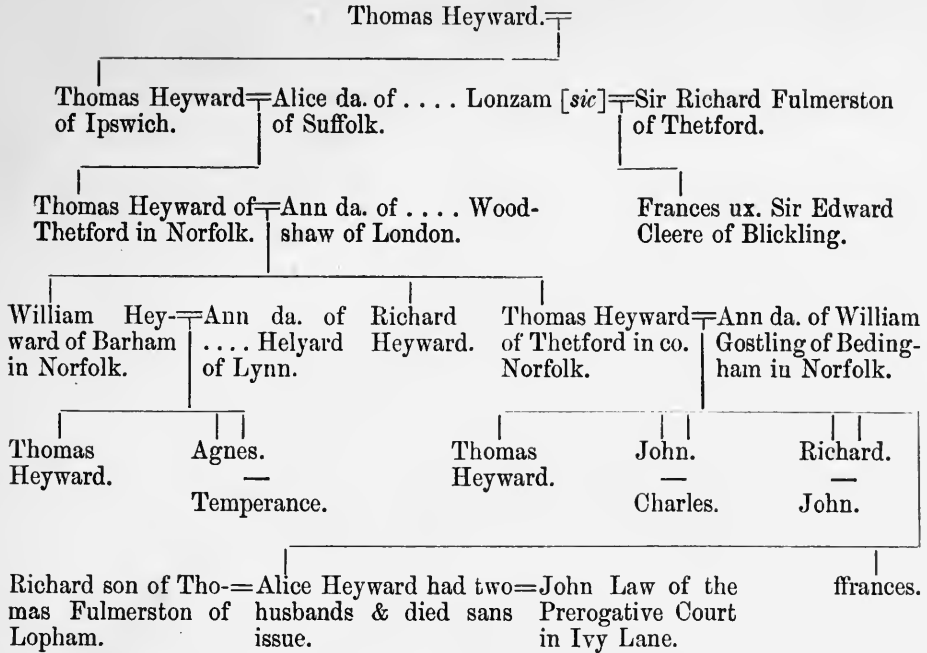 Thomas Heyward.
Thomas Heyward
of Ipswich.
Alice da. of . . . . Lonzam [sic]
of Suffolk.
Sir Richard Fulmerston
of Thetford.
Thomas Heyward of
Thetford in Norfolk.
Ann da. of . . . . Wood-
shaw of London.
Frances ux. Sir Edward
Cleere of Blickling.
William Hey-
ward of Barham
in Norfolk.
Ann da. of
. . . . Helyard
of Lynn.
Richard
Heyward.
Thomas Heyward
of Thetford in co.
Norfolk.
Ann da. of William
Gostling of Beding-
ham in Norfolk.
Thomas
Heyward.
Agnes.
—
Temperance.
Thomas
Heyward.
John.
—
Charles.
Richard.
—
John.
Richard son of Tho-
mas Fulmerston of
Lopham.
Alice Heyward had two
husbands & died sans
issue.
John Law of the
Prerogative Court
in Ivy Lane.
ffrances.